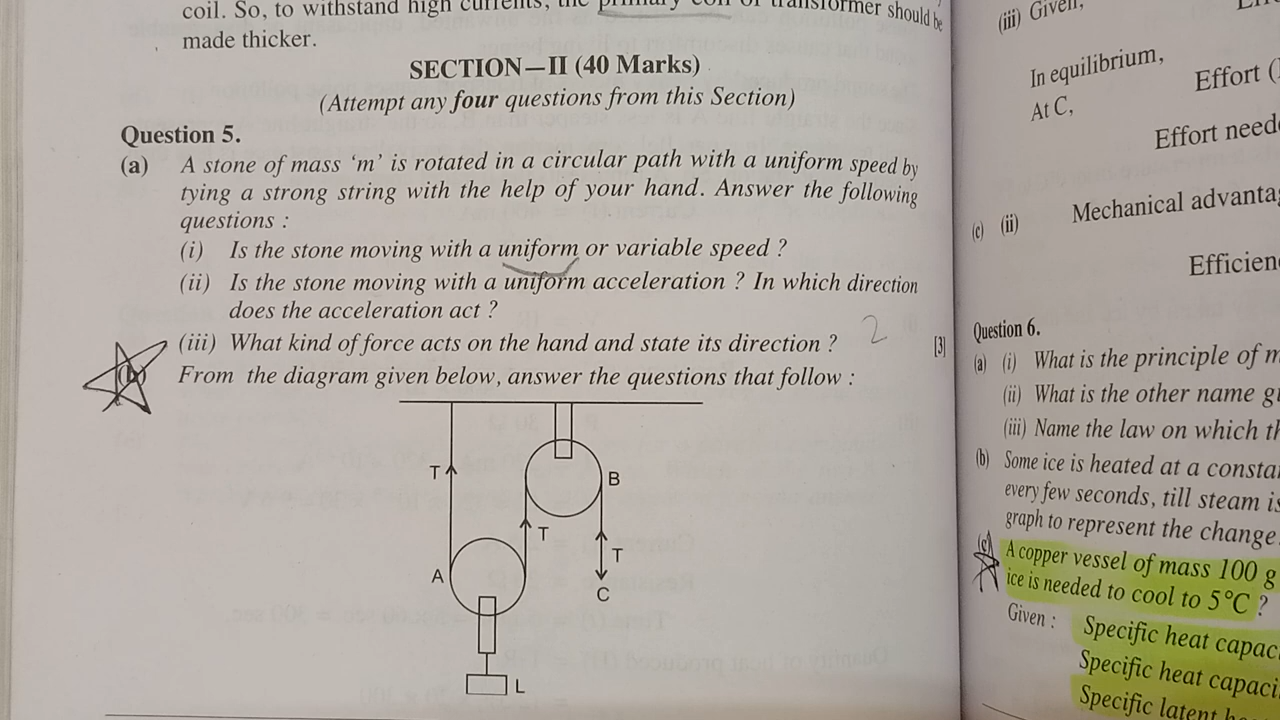 coil. So, to withstand high currents, the primary coil of transformer should be
made thicker.
SECTION—II (40 Marks)
(Attempt any four questions from this Section)
Question 5.
(a) A stone of mass ‘m’ is rotated in a circular path with a uniform speed by
tying a strong string with the help of your hand. Answer the following
questions :
(i) Is the stone moving with a uniform or variable speed ?
(ii) Is the stone moving with a uniform acceleration ? In which direction
does the acceleration act ?
(iii) What kind of force acts on the hand and state its direction ? 2 [3]
(b) From the diagram given below, answer the questions that follow :
T
B
T
T
A
C
L
(iii) Given,
In equilibrium,
Effort (
At C,
Effort
Mechanical
(c) (ii)
Question 6.
(a) (i) What is the principle of
(ii) What is the other name
(iii) Name the law on which
(b) Some ice is heated at a
every few seconds, till steam is
graph to represent the change
(c) A copper vessel of mass 100 g
ice is needed to cool to 5°C ?
Given : Specific heat
Specific heat
Specific latent